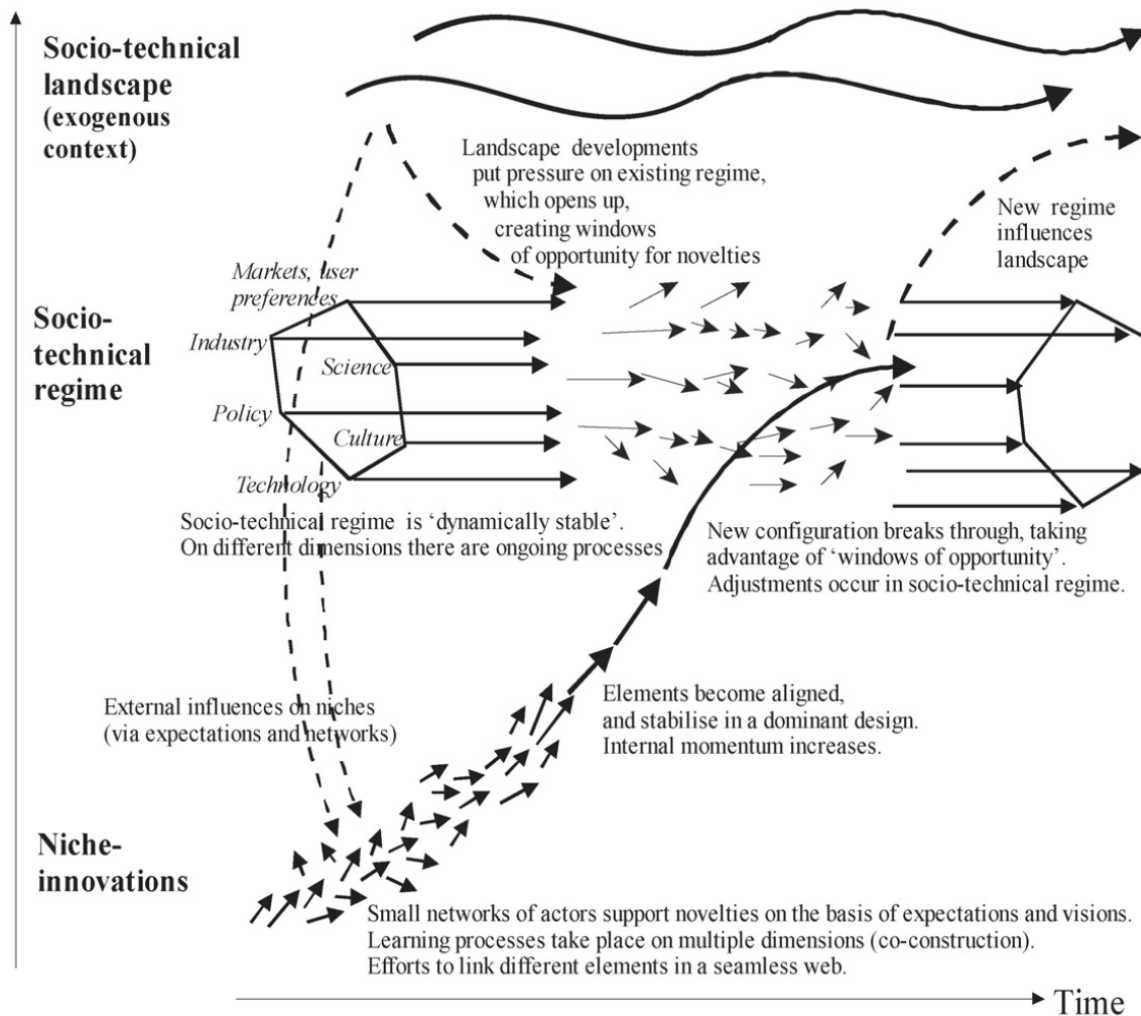 Socio-technical
landscape
(exogenous
context)
Landscape developments
put pressure on existing regime,
which opens up,
creating windows
of opportunity for novelties
New regime
influences
landscape
Markets, user
preferences
Socio-
technical
regime
Industry
Science
Policy
Culture
Technology
Socio-technical regime is ‘dynamically stable’.
On different dimensions there are ongoing processes
New configuration breaks through, taking
advantage of ‘windows of opportunity’.
Adjustments occur in socio-technical regime.
External influences on niches
(via expectations and networks)
Elements become aligned,
and stabilise in a dominant design.
Internal momentum increases.
Niche-
innovations
Small networks of actors support novelties on the basis of expectations and visions.
Learning processes take place on multiple dimensions (co-construction).
Efforts to link different elements in a seamless web.
Time